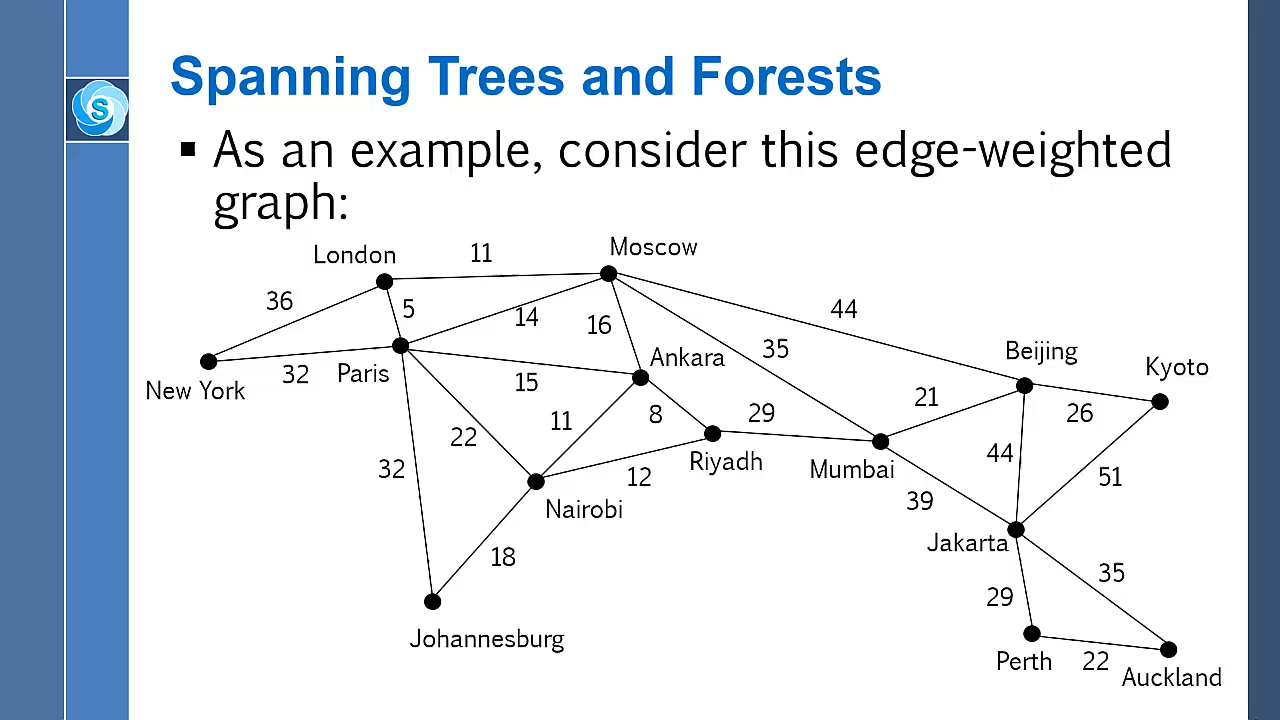 Spanning Trees and Forests
S
▪ As an example, consider this edge-weighted
graph:
London
11
Moscow
36
5
14
16
44
35
Beijing
Kyoto
New York
32
Paris
15
Ankara
21
26
22
11
8
29
32
12
Riyadh
Mumbai
44
51
Nairobi
39
Jakarta
18
35
29
Johannesburg
Perth
22
Auckland